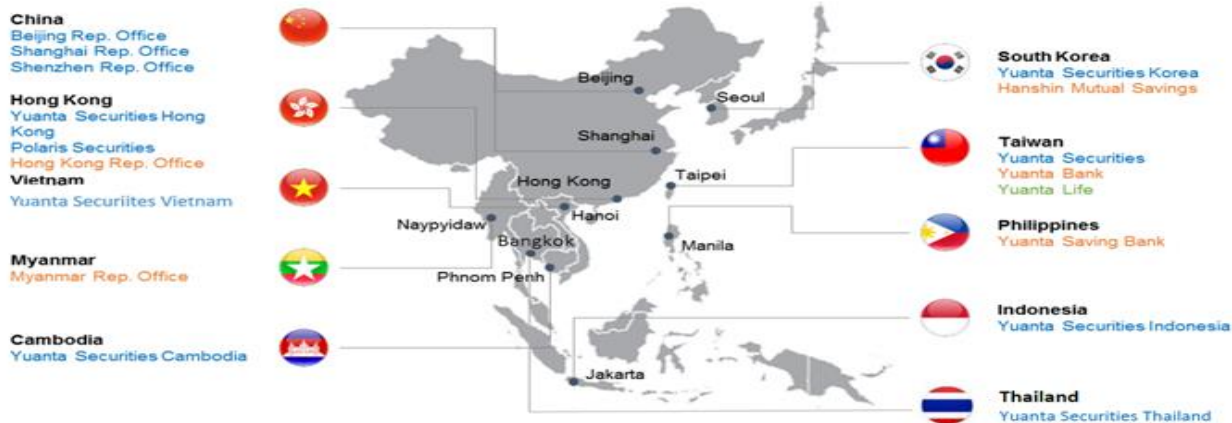 China
Beijing Rep. Office
Shanghai Rep. Office
Shenzhen Rep. Office
Hong Kong
Yuanta Securities Hong
Kong
Polaris Securities
Hong Kong Rep. Office
Vietnam
Yuanta Securiites Vietnam
Myanmar
Myanmar Rep. Office
Cambodia
Yuanta Securities Cambodia
Beijing
Seoul
Shanghai
Taipei
Hong Kong
Hanoi
Naypyidaw
Bangkok
Manila
Phnom Penh
Jakarta
South Korea
Yuanta Securities Korea
Hanshin Mutual Savings
Taiwan
Yuanta Securities
Yuanta Bank
Yuanta Life
Philippines
Yuanta Saving Bank
Indonesia
Yuanta Securities Indonesia
Thailand
Yuanta Securities Thailand